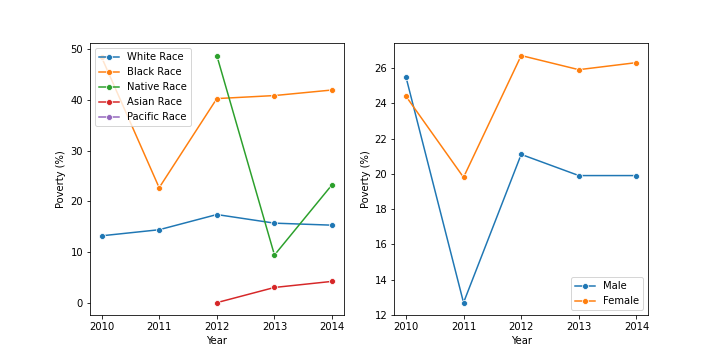 50
40
30
20
10
0
Poverty (%)
2010 2011 2012 2013 2014
Year
White Race
Black Race
Native Race
Asian Race
Pacific Race
26
24
22
20
18
16
14
12
Poverty (%)
2010 2011 2012 2013 2014
Year
Male
Female